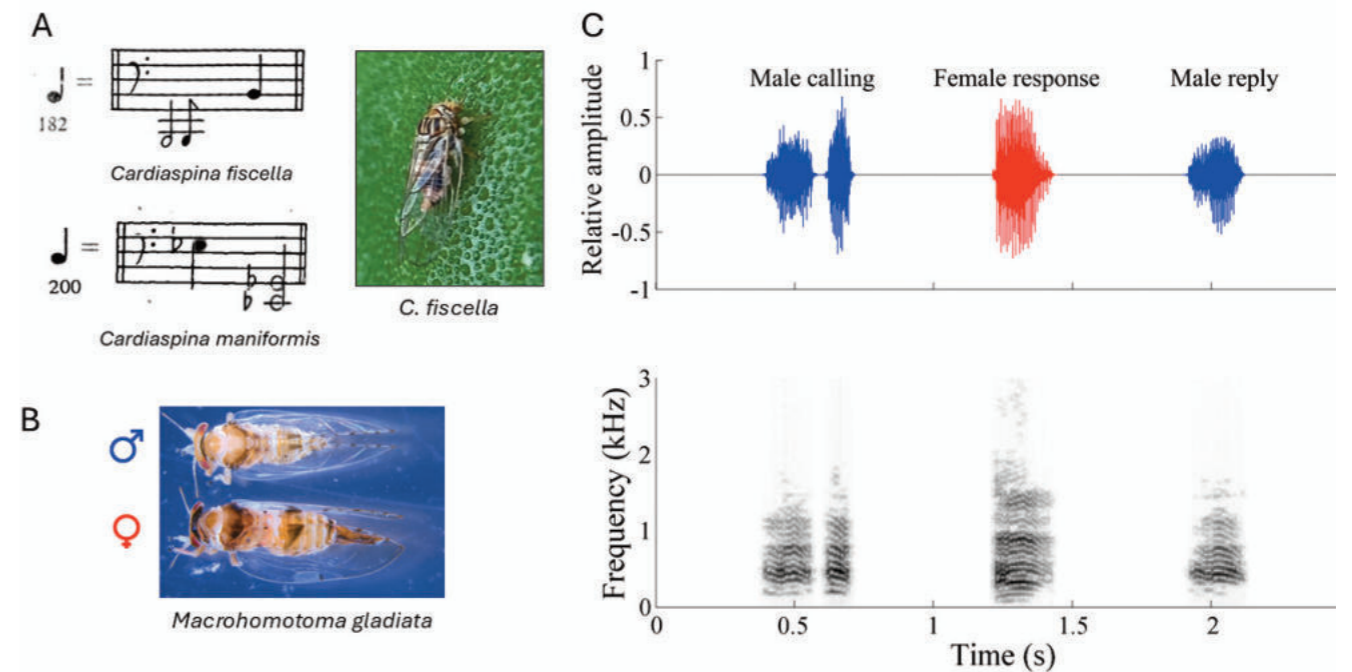 A
=
182
Cardiaspina fiscella
=
200
Cardiaspina maniformis
C. fiscella
B
♂
♀
Macrohomotoma gladiata
C
Relative amplitude
1
0.5
0
-0.5
-1
Male calling
Female response
Male reply
Frequency (kHz)
3
2
1
0
0
0.5
1
1.5
2
Time (s)